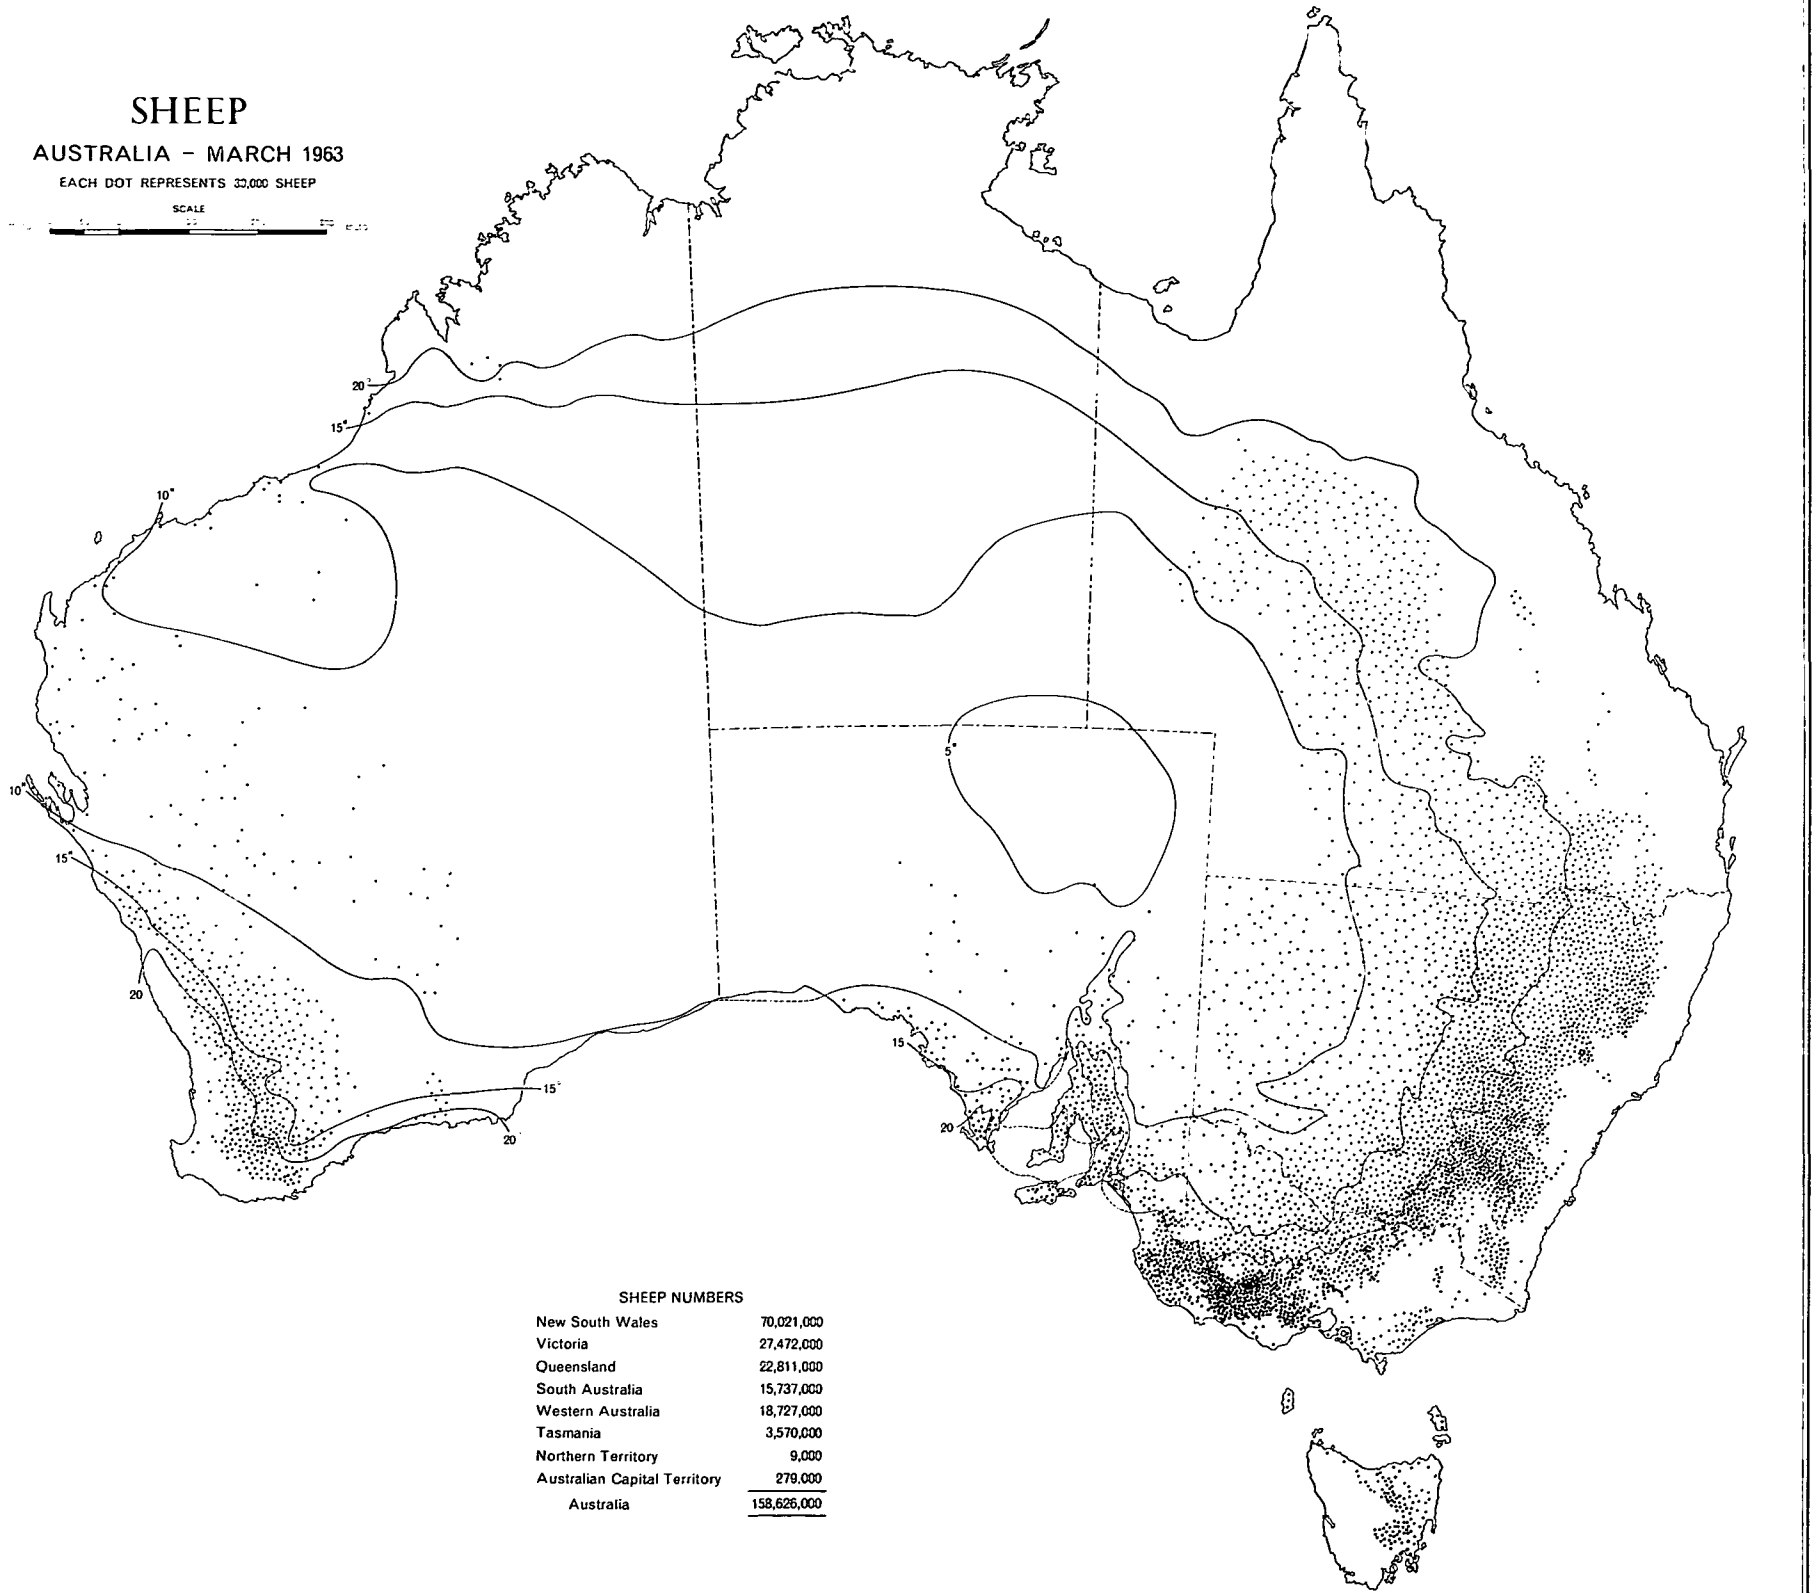 SHEEP
AUSTRALIA – MARCH 1963
EACH DOT REPRESENTS 30,000 SHEEP
SCALE
20°
15°
10"
5°
10"
15"
20
15
15°
20
20
SHEEP NUMBERS
New South Wales 70,021,000
Victoria 27,472,000
Queensland 22,811,000
South Australia 15,737,000
Western Australia 18,727,000
Tasmania 3,570,000
Northern Territory 9,000
Australian Capital Territory 279.000
Australia 158,626,000